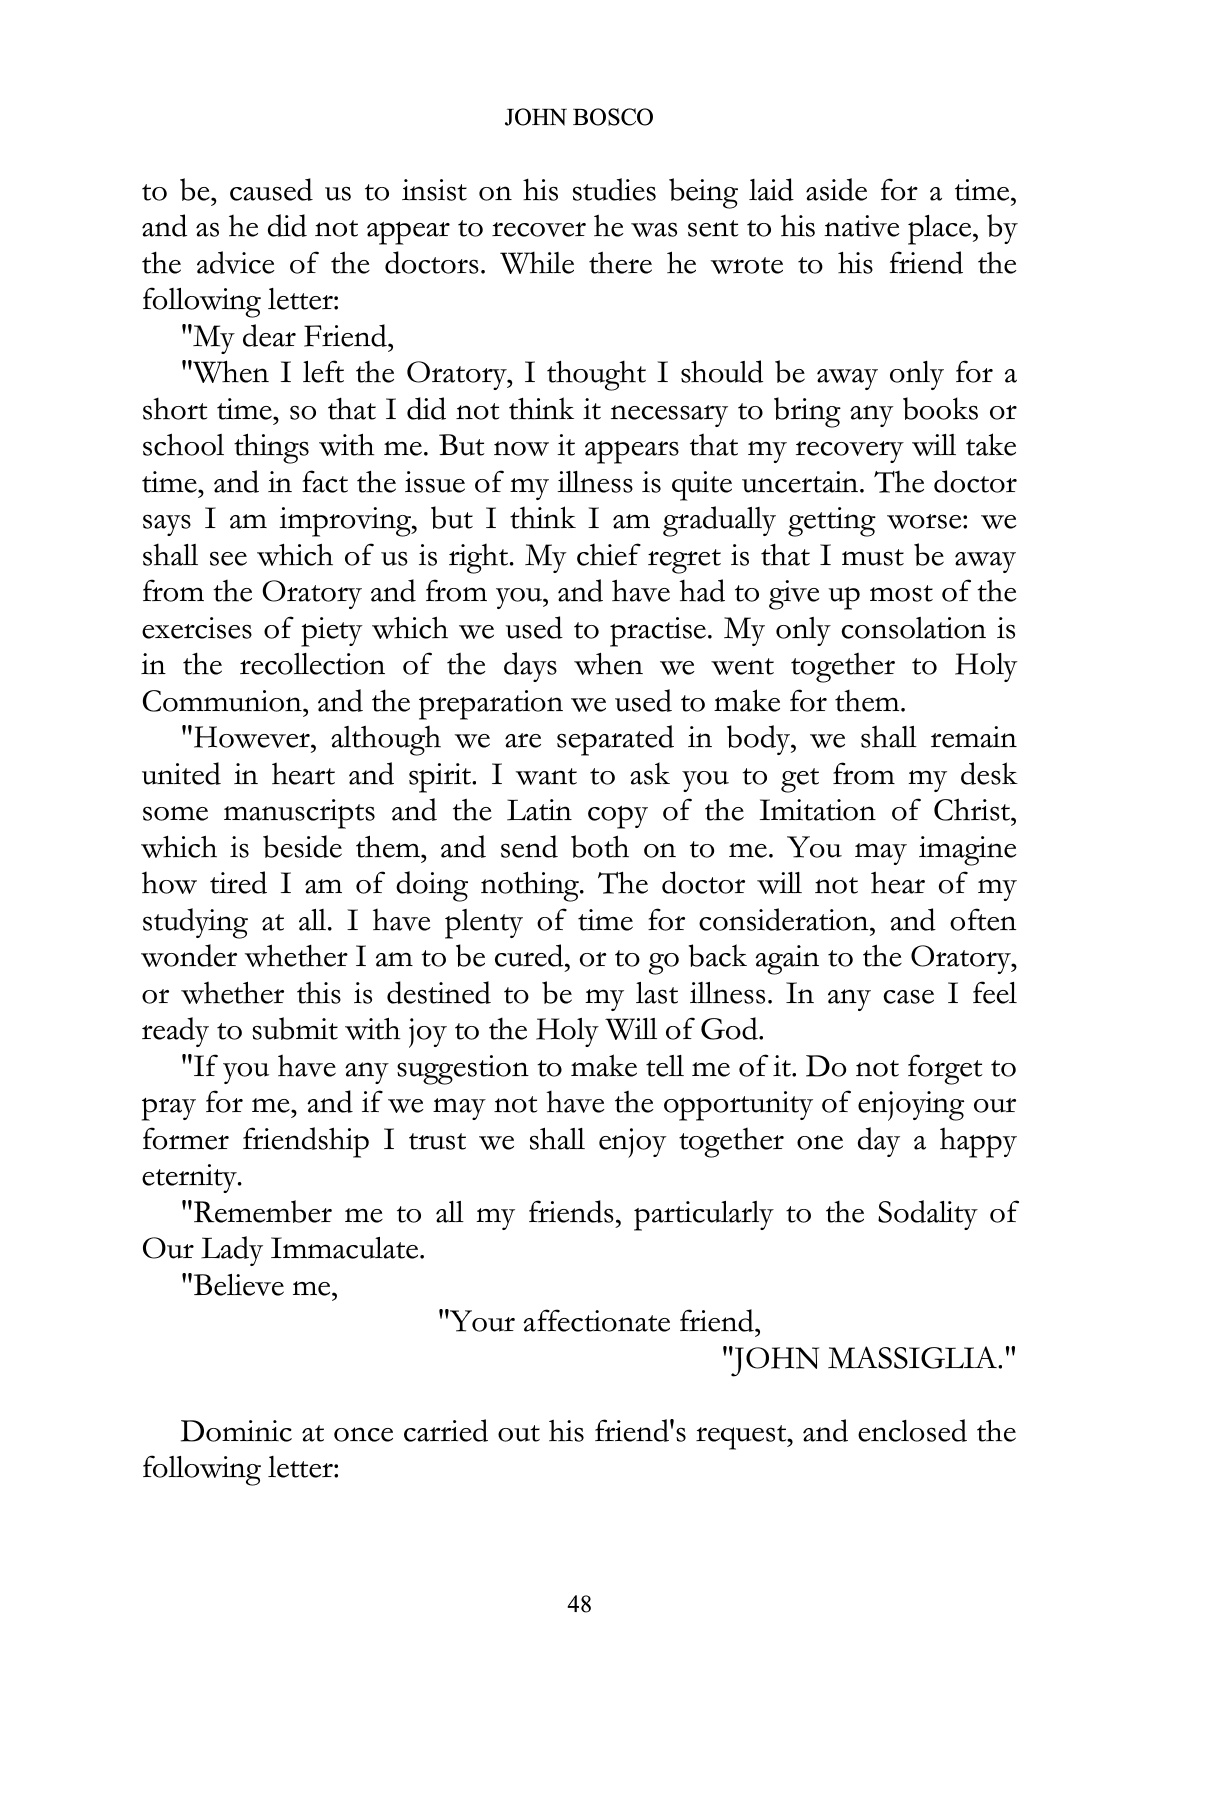 JOHN BOSCO
to be, caused us to insist on his studies being laid aside for a time,
and as he did not appear to recover he was sent to his native place, by
the advice of the doctors. While there he wrote to his friend the
following letter:
"My dear Friend,
"When I left the Oratory, I thought I should be away only for a
short time, so that I did not think it necessary to bring any books or
school things with me. But now it appears that my recovery will take
time, and in fact the issue of my illness is quite uncertain. The doctor
says I am improving, but I think I am gradually getting worse: we
shall see which of us is right. My chief regret is that I must be away
from the Oratory and from you, and have had to give up most of the
exercises of piety which we used to practise. My only consolation is
in the recollection of the days when we went together to Holy
Communion, and the preparation we used to make for them.
"However, although we are separated in body, we shall remain
united in heart and spirit. I want to ask you to get from my desk
some manuscripts and the Latin copy of the Imitation of Christ,
which is beside them, and send both on to me. You may imagine
how tired I am of doing nothing. The doctor will not hear of my
studying at all. I have plenty of time for consideration, and often
wonder whether I am to be cured, or to go back again to the Oratory,
or whether this is destined to be my last illness. In any case I feel
ready to submit with joy to the Holy Will of God.
"If you have any suggestion to make tell me of it. Do not forget to
pray for me, and if we may not have the opportunity of enjoying our
former friendship I trust we shall enjoy together one day a happy
eternity.
"Remember me to all my friends, particularly to the Sodality of
Our Lady Immaculate.
"Believe me,
"Your affectionate friend,
"JOHN MASSIGLIA."
Dominic at once carried out his friend's request, and enclosed the
following letter:
48